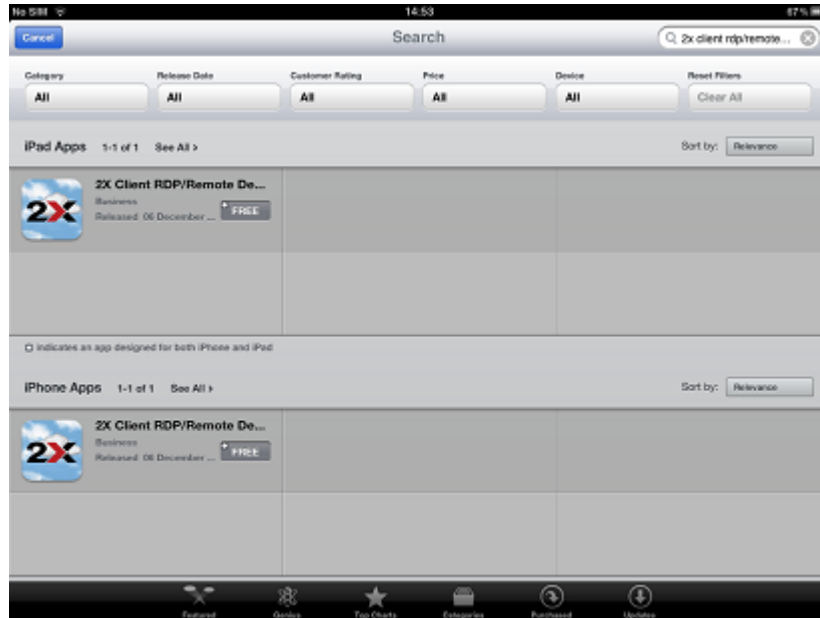 No SIM 14:53 67%
Cancel Search 2x client rdp/remote...
Category Release Date Customer Rating Price Device Reset Filters
All All All All All Clear All
iPad Apps 1-1 of 1 See All > Sort by: Relevance
2X
2X Client RDP/Remote De...
Business
Released 06 December ... + FREE
indicates an app designed for both iPhone and iPad
iPhone Apps 1-1 of 1 See All > Sort by: Relevance
2X
2X Client RDP/Remote De...
Business
Released 06 December ... + FREE
Featured Genius Top Charts Categories Purchased Updates